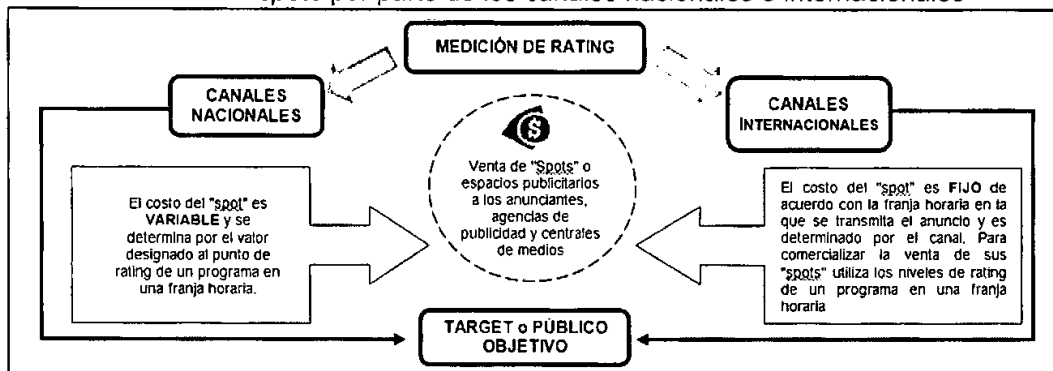 "spots" por parte de los canales nacionales e internacionales
MEDICIÓN DE RATING
CANALES
NACIONALES
CANALES
INTERNACIONALES
$
Venta de "Spots" o
espacios publicitarios
a los anunciantes,
agencias de
publicidad y centrales
de medios
El costo del "spot" es
VARIABLE y se
determina por el valor
designado al punto de
rating de un programa en
una franja horaria.
El costo del "spot" es FIJO de
acuerdo con la franja horaria en la
que se transmita el anuncio y es
determinado por el canal. Para
comercializar la venta de sus
"spots" utiliza los niveles de rating
de un programa en una franja
horaria
TARGET o PÚBLICO
OBJETIVO